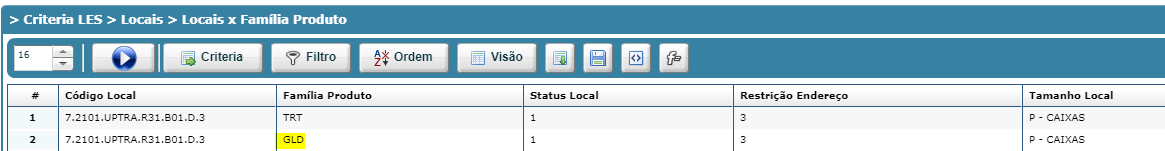 > Criteria LES > Locais > Locais x Família Produto
16 Criteria Filtro Ordem Visão
# Código Local Família Produto Status Local Restrição Endereço Tamanho Local
1 7.2101.UPTRA.R31.B01.D.3 TRT 1 3 P - CAIXAS
2 7.2101.UPTRA.R31.B01.D.3 GLD 1 3 P - CAIXAS